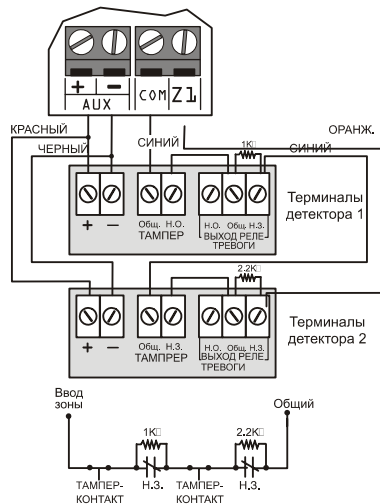 + –
AUX
COM Z1
КРАСНЫЙ
ЧЕРНЫЙ
СИНИЙ
ОРАНЖ.
1K
СИНИЙ
+ –
Общ. Н.О.
ТАМПЕР
Н.О. Общ. Н.З.
ВЫХОД РЕЛЕ
ТРЕВОГИ
Терминалы
детектора 1
2.2K
+ –
Общ. Н.З.
ТАМПРЕР
Н.О. Общ. Н.З.
ВЫХОД РЕЛЕ
ТРЕВОГИ
Терминалы
детектора 2
Ввод
зоны
Общий
1K
2.2K
ТАМПЕР-
КОНТАКТ
Н.З.
ТАМПЕР-
КОНТАКТ
Н.З.